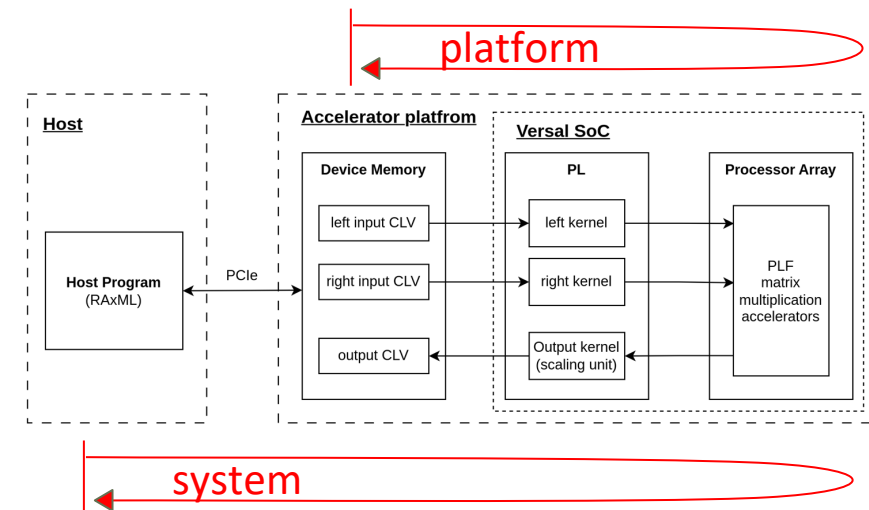 platform
Host
Accelerator platfrom
Versal SoC
Device Memory
PL
Processor Array
left input CLV
left kernel
Host Program
(RAxML)
PCIe
right input CLV
right kernel
PLF
matrix
multiplication
accelerators
output CLV
Output kernel
(scaling unit)
system